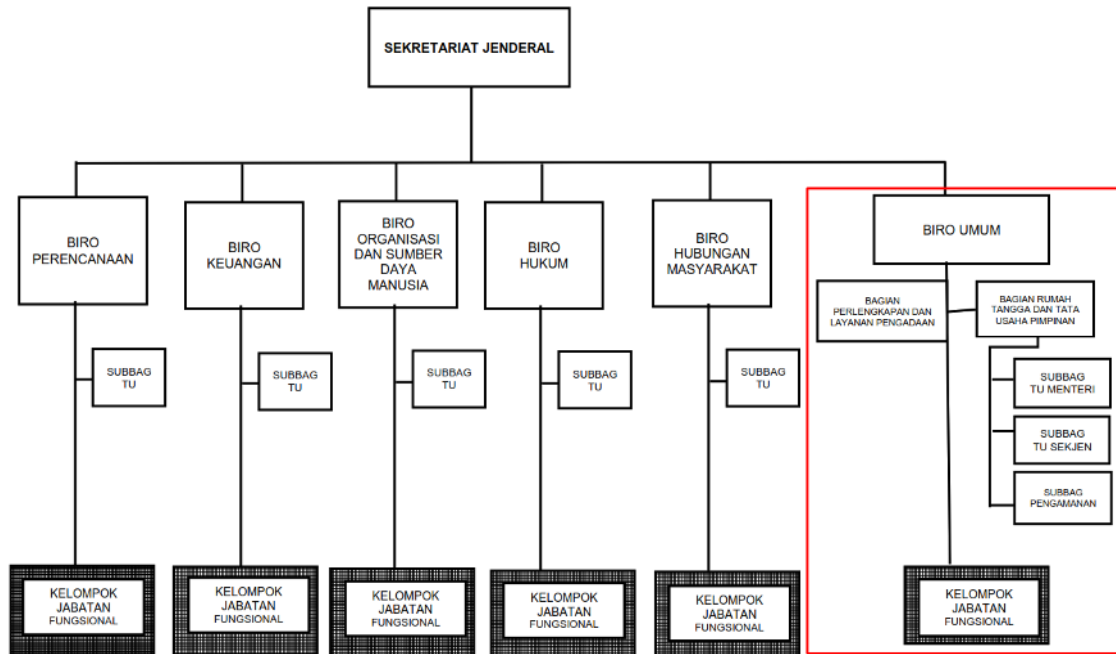 SEKRETARIAT JENDERAL
BIRO
PERENCANAAN
BIRO
KEUANGAN
BIRO
ORGANISASI
DAN SUMBER
DAYA
MANUSIA
BIRO
HUKUM
BIRO
HUBUNGAN
MASYARAKAT
BIRO UMUM
BAGIAN
PERLENGKAPAN DAN
LAYANAN PENGADAAN
BAGIAN RUMAH
TANGGA DAN TATA
USAHA PIMPINAN
SUBBAG
TU
SUBBAG
TU
SUBBAG
TU
SUBBAG
TU
SUBBAG
TU
SUBBAG
TU MENTERI
SUBBAG
TU SEKJEN
SUBBAG
PENGAMANAN
KELOMPOK
JABATAN
FUNGSIONAL
KELOMPOK
JABATAN
FUNGSIONAL
KELOMPOK
JABATAN
FUNGSIONAL
KELOMPOK
JABATAN
FUNGSIONAL
KELOMPOK
JABATAN
FUNGSIONAL
KELOMPOK
JABATAN
FUNGSIONAL